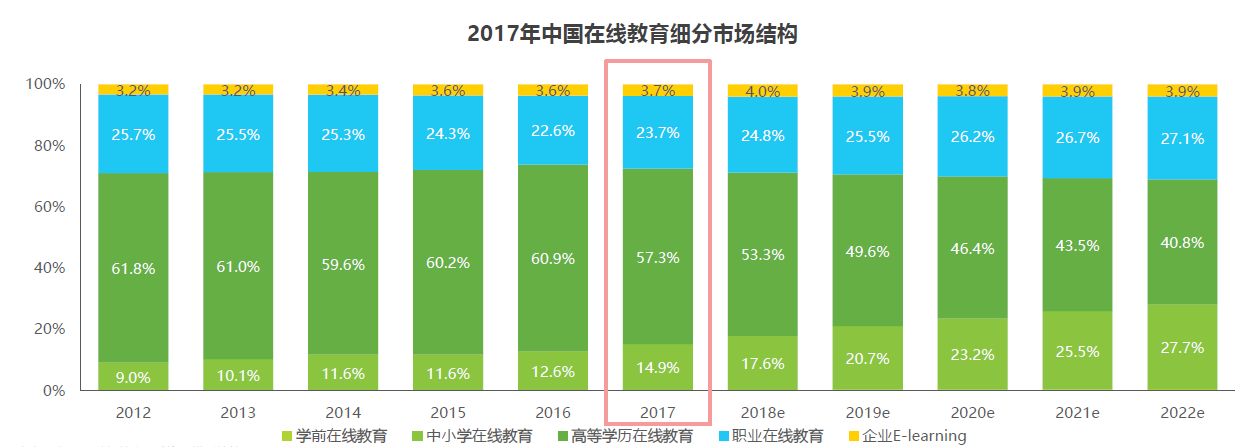 2017年中国在线教育细分市场结构
100%
3.2% 3.2% 3.4% 3.6% 3.6% 3.7% 4.0% 3.9% 3.8% 3.9% 3.9%
25.7% 25.5% 25.3% 24.3% 22.6% 23.7% 24.8% 25.5% 26.2% 26.7% 27.1%
80%
60%
61.8% 61.0% 59.6% 60.2% 60.9% 57.3% 53.3% 49.6% 46.4% 43.5% 40.8%
40%
20%
9.0% 10.1% 11.6% 11.6% 12.6% 14.9% 17.6% 20.7% 23.2% 25.5% 27.7%
0%
2012 2013 2014 2015 2016 2017 2018e 2019e 2020e 2021e 2022e
学前在线教育 中小学在线教育 高等学历在线教育 职业在线教育 企业E-learning